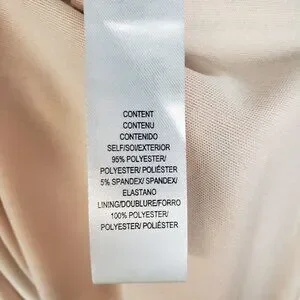 CONTENT
CONTENU
CONTENIDO
SELF/SOI/EXTERIOR
95% POLYESTER/
POLYESTER/ POLIÉSTER
5% SPANDEX/ SPANDEX/
ELASTANO
LINING/DOUBLURE/FORRO
100% POLYESTER/
POLYESTER/ POLIÉSTER